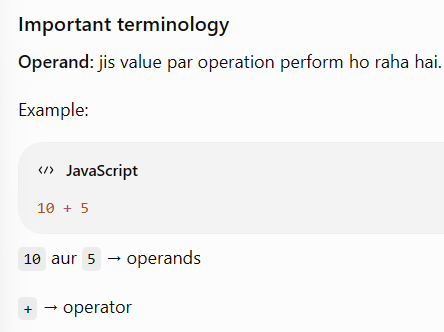 Important terminology
Operand: jis value par operation perform ho raha hai.
Example:
</> JavaScript
10 + 5
10 aur 5 → operands
+ → operator